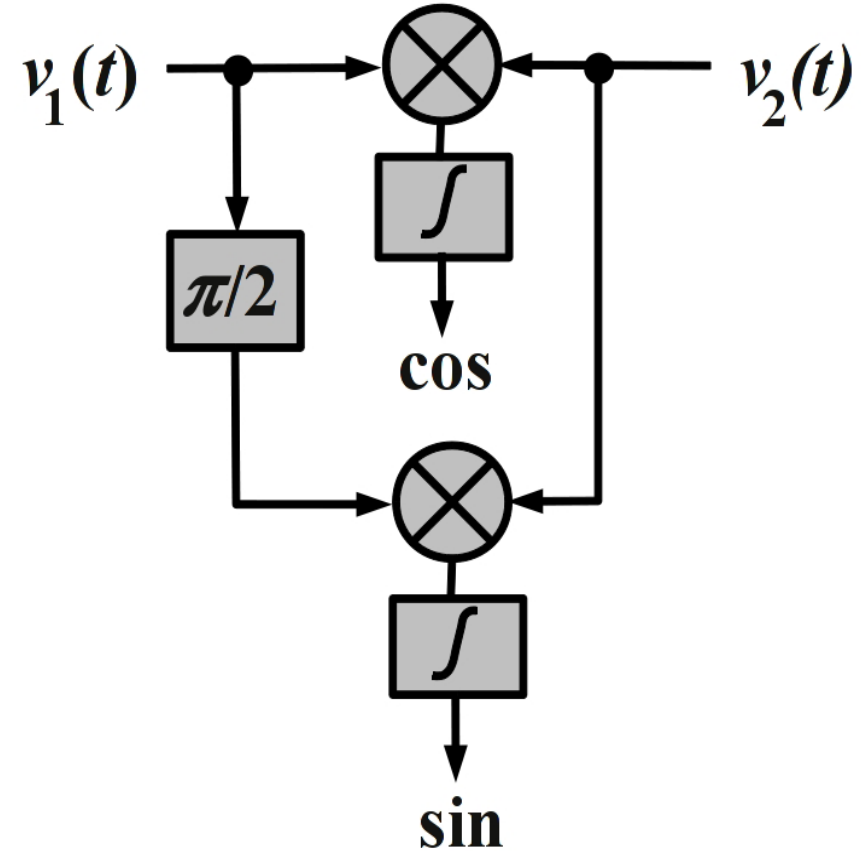 v1(t)
v2(t)
∫
π/2
cos
∫
sin